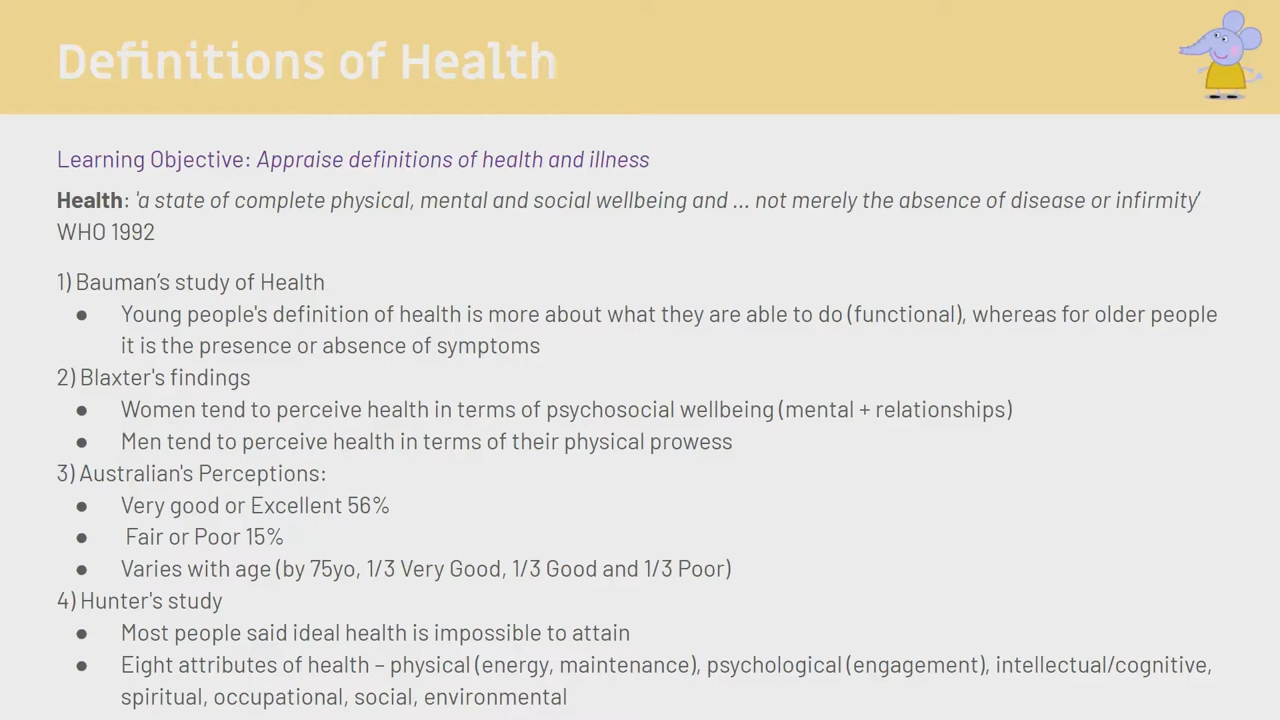 Definitions of Health
Learning Objective: Appraise definitions of health and illness
Health: 'a state of complete physical, mental and social wellbeing and ... not merely the absence of disease or infirmity'
WHO 1992
1) Bauman's study of Health
● Young people's definition of health is more about what they are able to do (functional), whereas for older people
it is the presence or absence of symptoms
2) Blaxter's findings
● Women tend to perceive health in terms of psychosocial wellbeing (mental + relationships)
● Men tend to perceive health in terms of their physical prowess
3) Australian's Perceptions:
● Very good or Excellent 56%
● Fair or Poor 15%
● Varies with age (by 75yo, 1/3 Very Good, 1/3 Good and 1/3 Poor)
4) Hunter's study
● Most people said ideal health is impossible to attain
● Eight attributes of health – physical (energy, maintenance), psychological (engagement), intellectual/cognitive,
spiritual, occupational, social, environmental